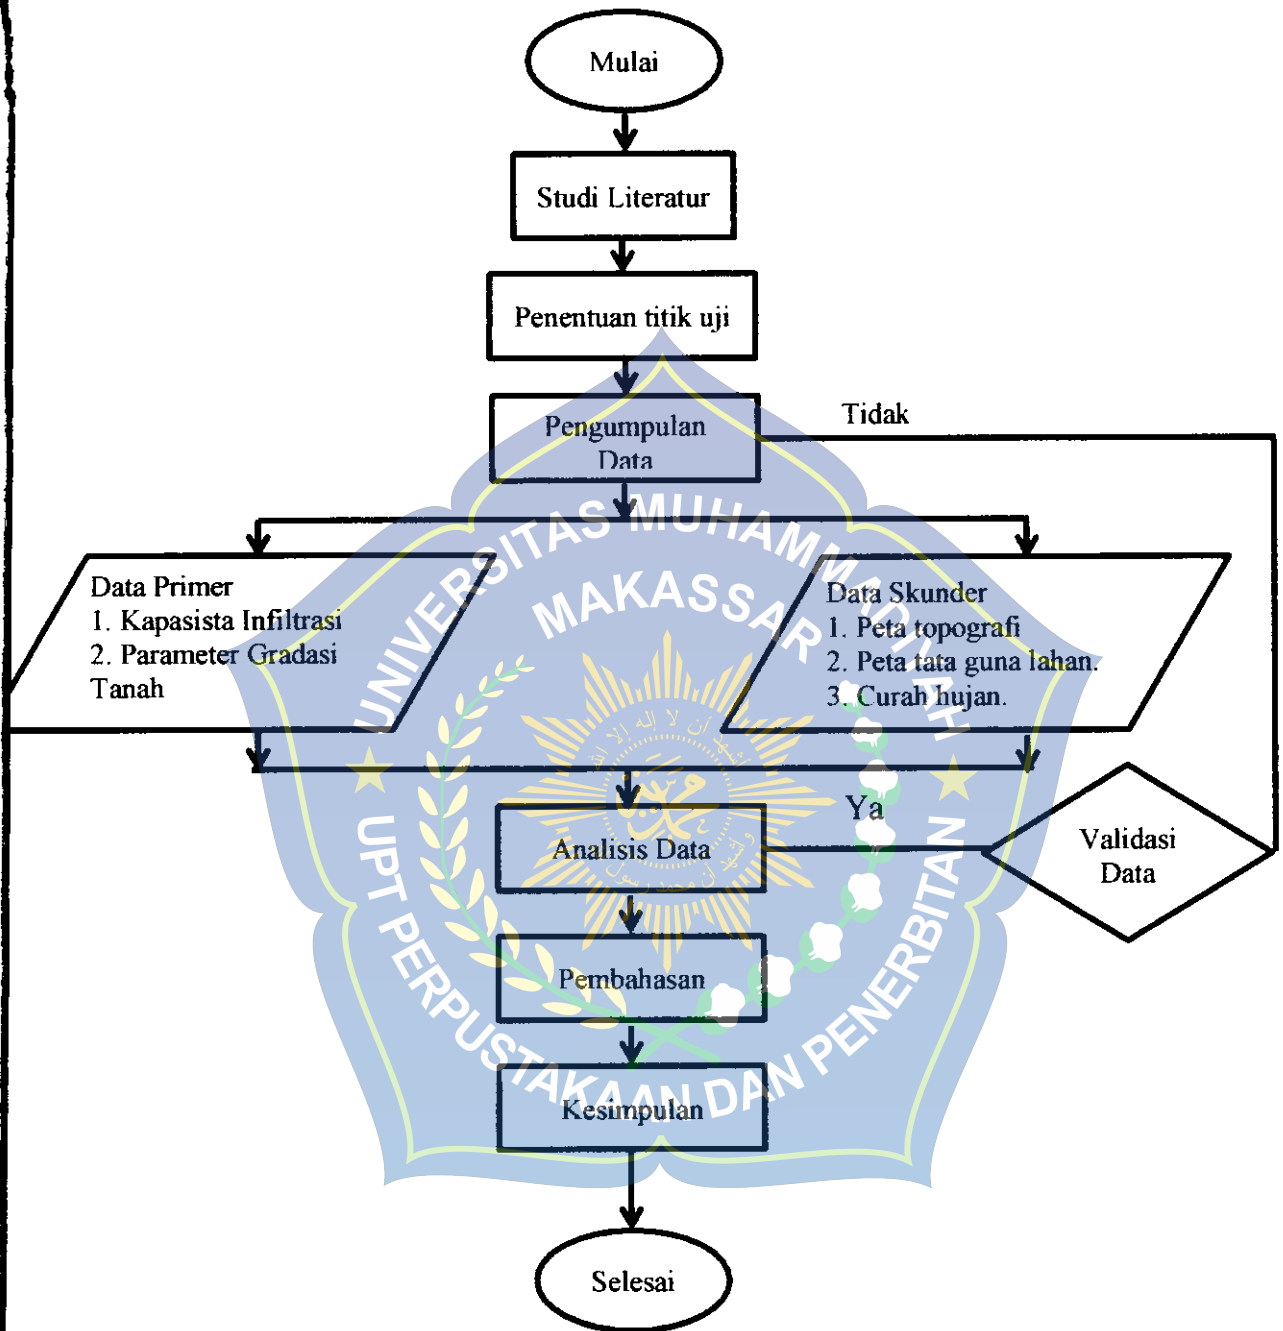 Mulai
Studi Literatur
Penentuan titik uji
Pengumpulan
Data
Tidak
Data Primer
1. Kapasista Infiltrasi
2. Parameter Gradasi
Tanah
Data Skunder
1. Peta topografi
2. Peta tata guna lahan.
3. Curah hujan.
Ya
Analisis Data
Validasi
Data
Pembahasan
Kesimpulan
Selesai
UNIVERSITAS MUHAMMADIYAH
MAKASSAR
UPT PERPUSTAKAAN DAN PENERBITAN